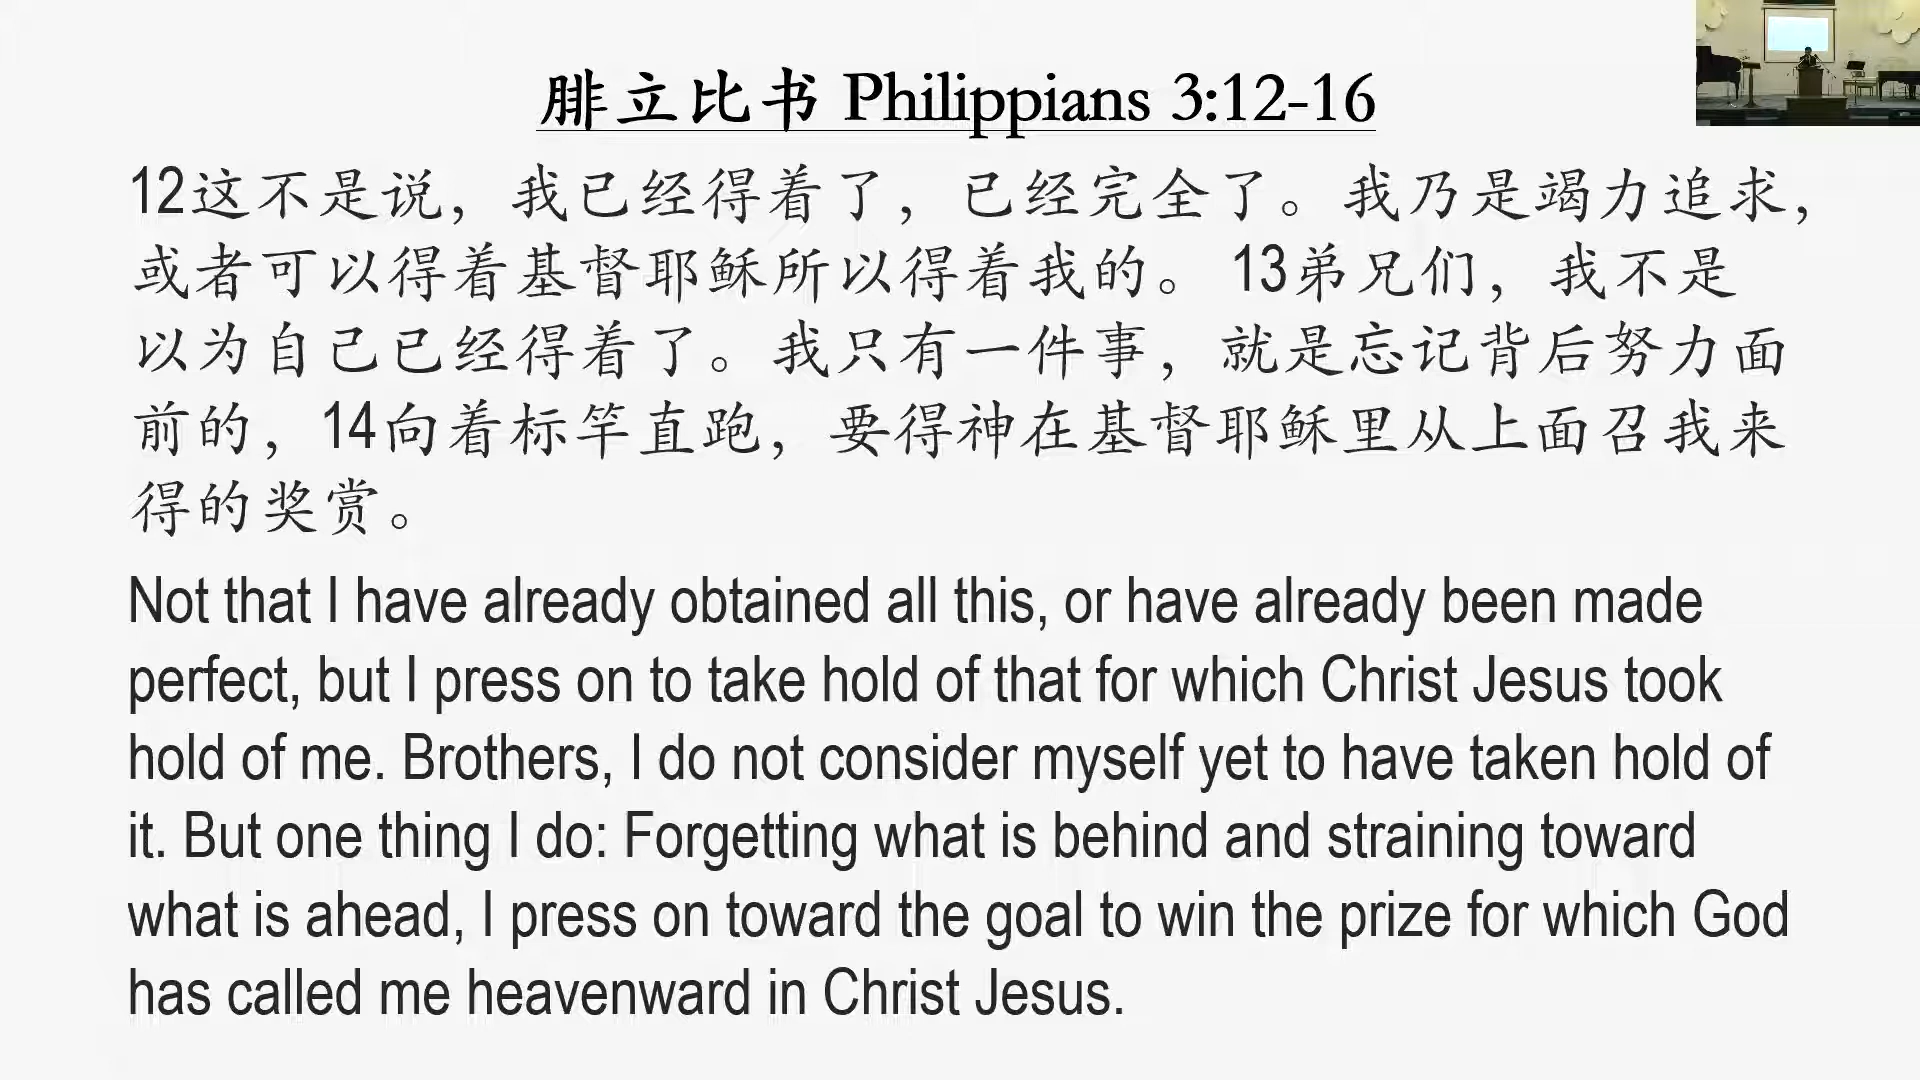 腓立比书 Philippians 3:12-16
12这不是说，我已经得着了，已经完全了。我乃是竭力追求，
或者可以得着基督耶稣所以得着我的。 13弟兄们，我不是
以为自己已经得着了。我只有一件事，就是忘记背后努力面
前的，14向着标竿直跑，要得神在基督耶稣里从上面召我来
得的奖赏。
Not that I have already obtained all this, or have already been made
perfect, but I press on to take hold of that for which Christ Jesus took
hold of me. Brothers, I do not consider myself yet to have taken hold of
it. But one thing I do: Forgetting what is behind and straining toward
what is ahead, I press on toward the goal to win the prize for which God
has called me heavenward in Christ Jesus.